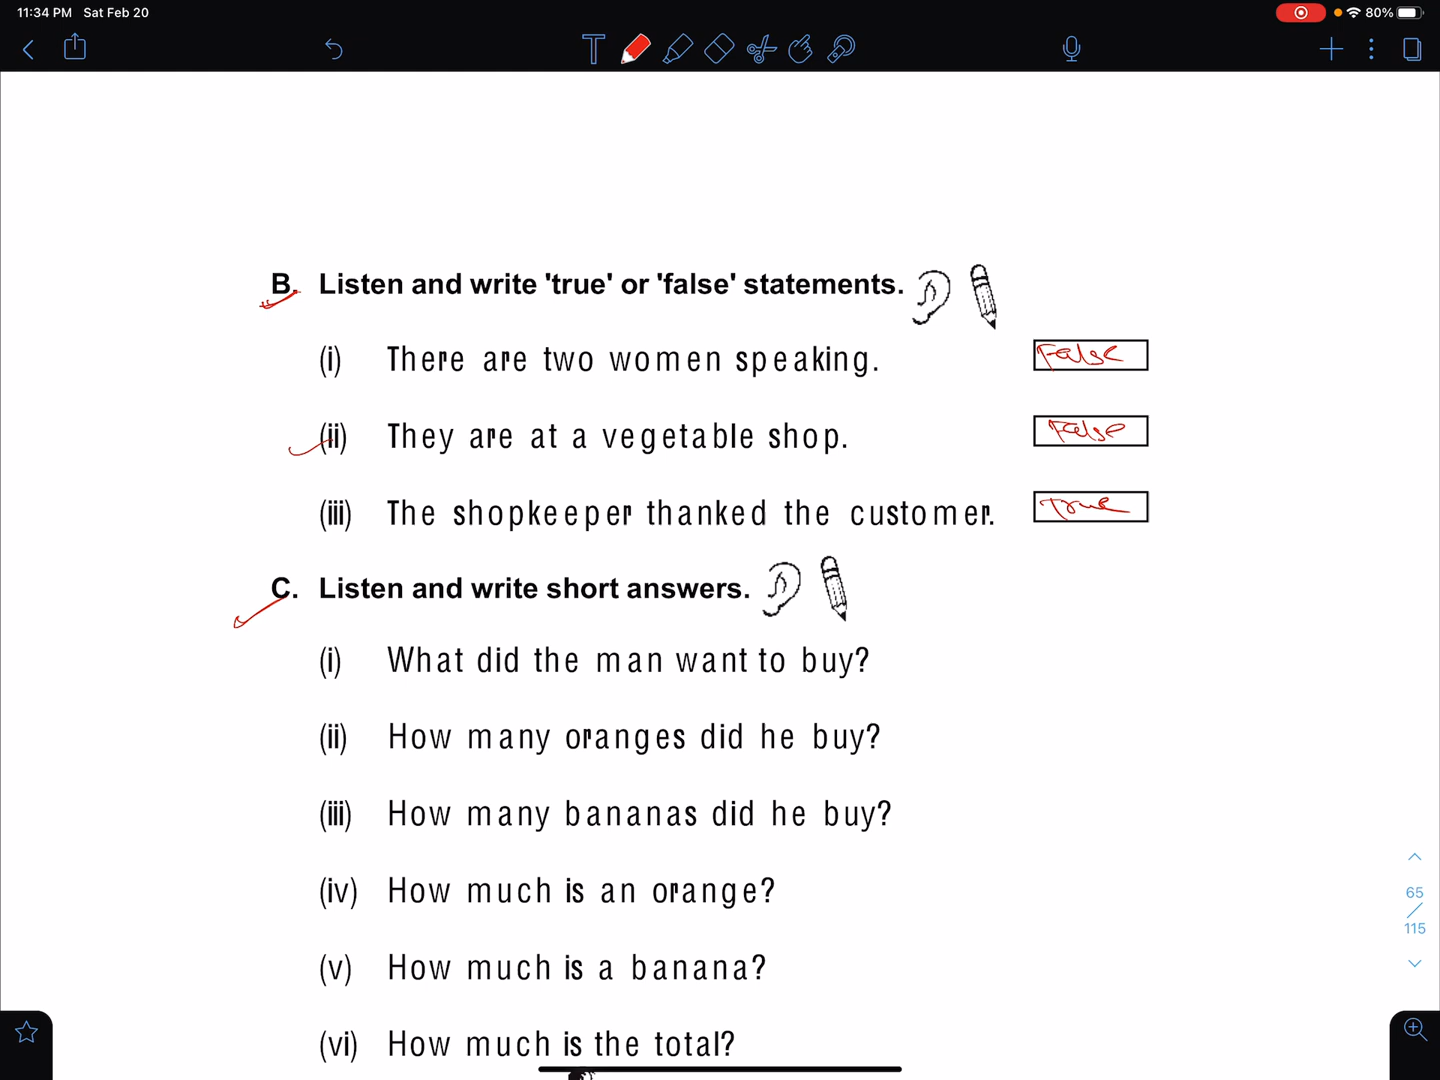 11:34 PM Sat Feb 20 80%
B. Listen and write 'true' or 'false' statements.
(i) There are two women speaking. False
(ii) They are at a vegetable shop. False
(iii) The shopkeeper thanked the customer. True
C. Listen and write short answers.
(i) What did the man want to buy?
(ii) How many oranges did he buy?
(iii) How many bananas did he buy?
(iv) How much is an orange?
(v) How much is a banana?
(vi) How much is the total?
65
/
115